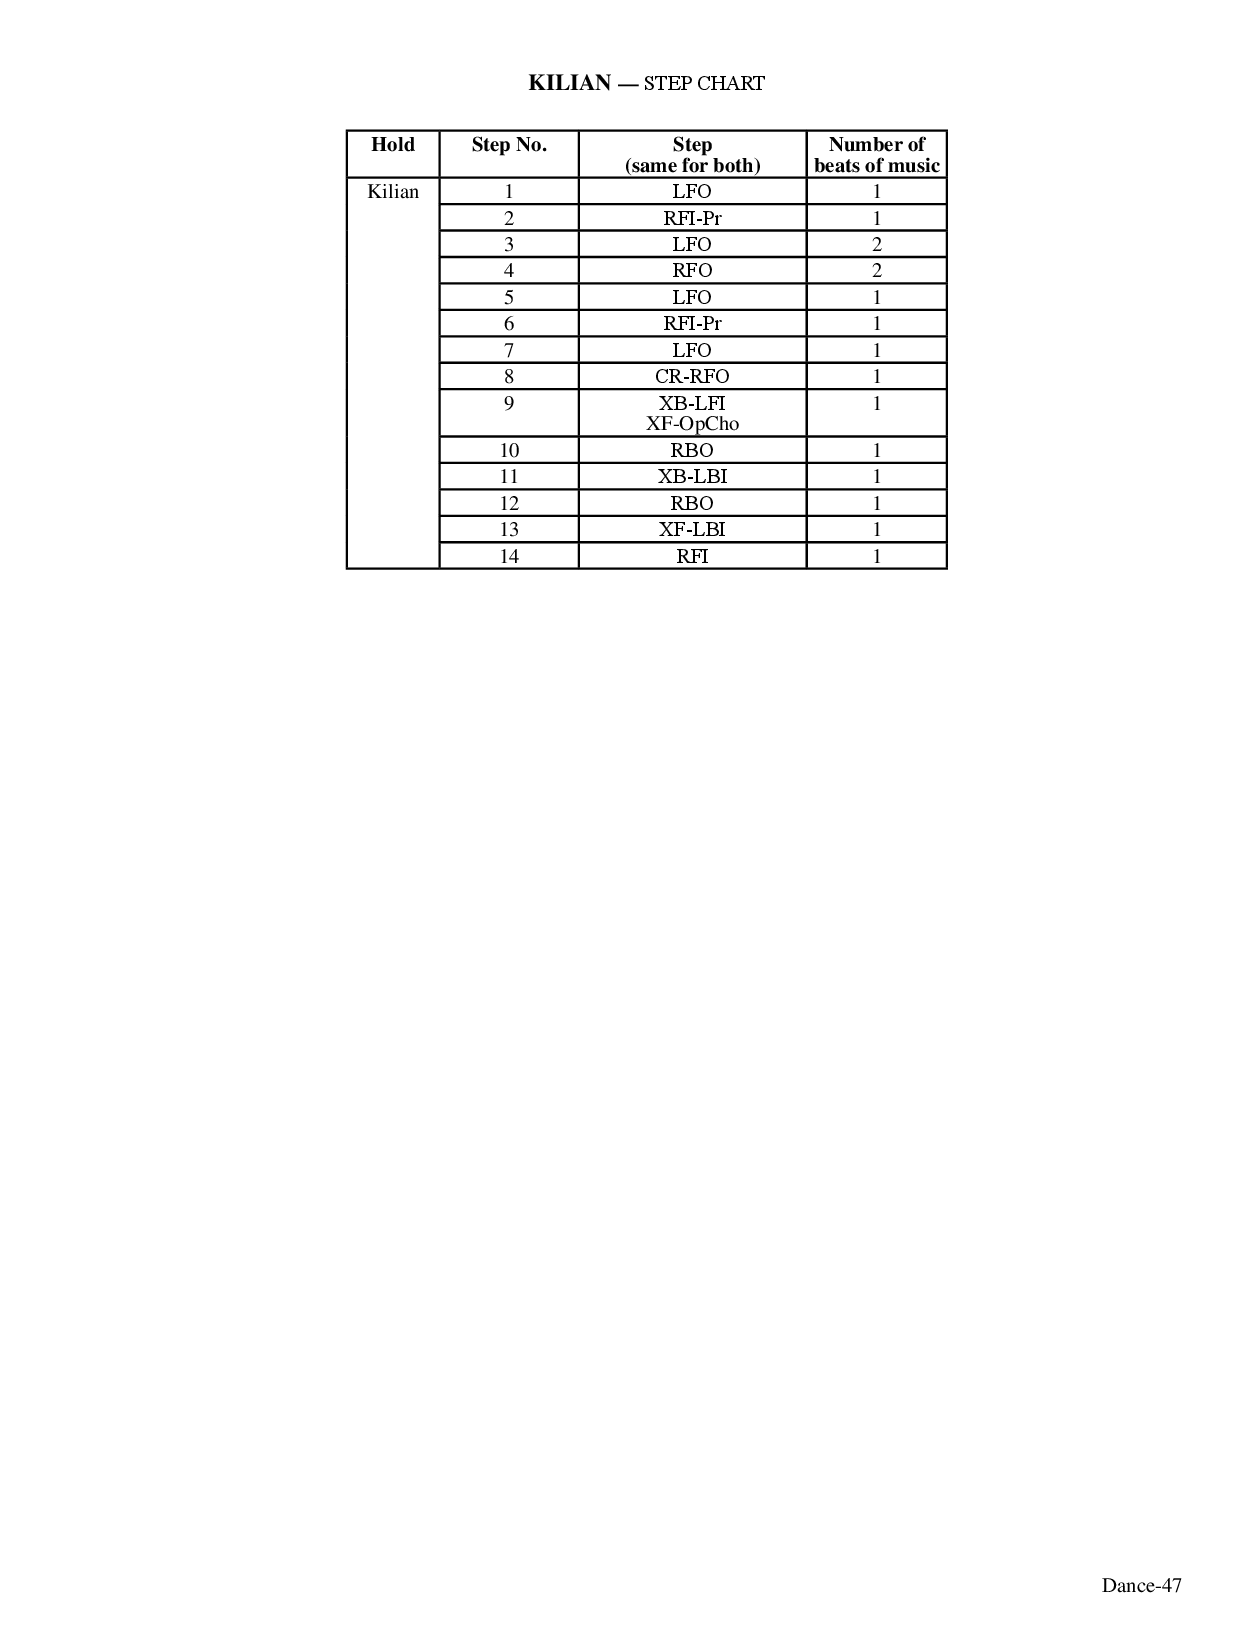 KILIAN — STEP CHART
Hold Step No. Step Number of
(same for both) beats of music
Kilian 1 LFO 1
2 RFI-Pr 1
3 LFO 2
4 RFO 2
5 LFO 1
6 RFI-Pr 1
7 LFO 1
8 CR-RFO 1
9 XB-LFI 1
XF-OpCho
10 RBO 1
11 XB-LBI 1
12 RBO 1
13 XF-LBI 1
14 RFI 1
Dance-47